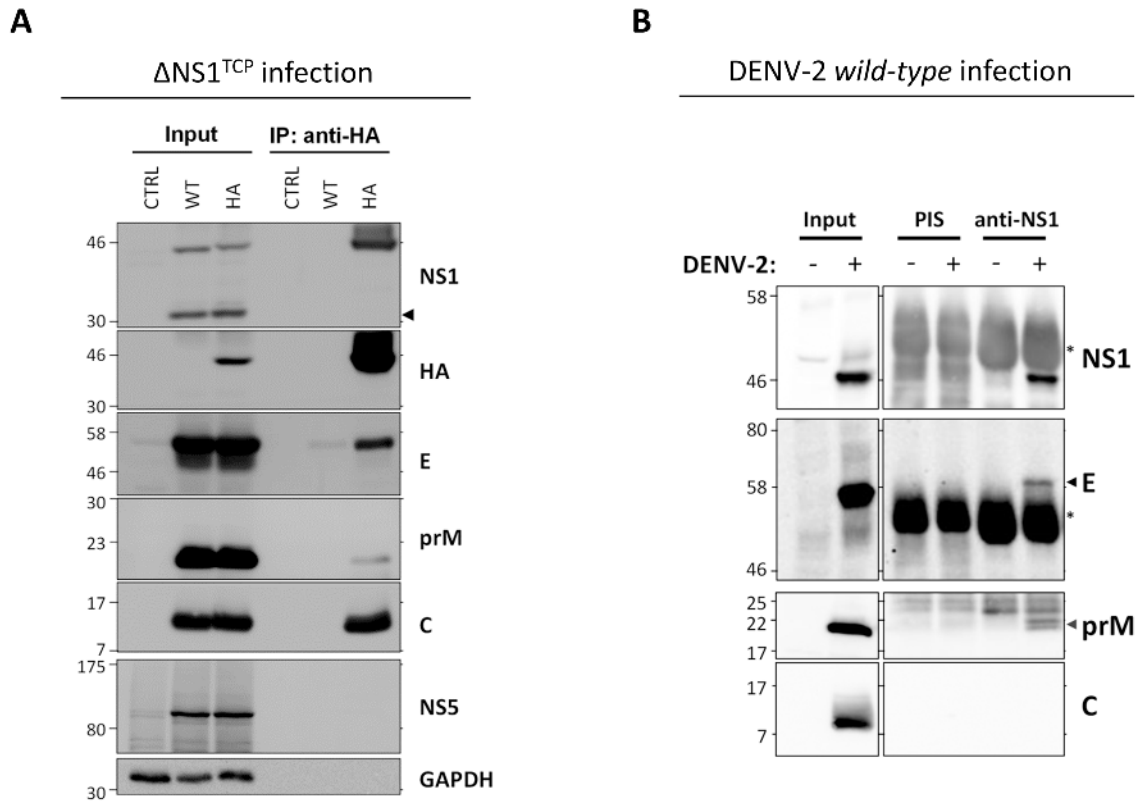 A
ΔNS1TCP infection
Input IP: anti-HA
CTRL WT HA CTRL WT HA
46
30
NS1
46
30
HA
58
46
E
30
23
prM
17
7
C
175
80
NS5
30
GAPDH
B
DENV-2 wild-type infection
Input PIS anti-NS1
DENV-2: - + - + - +
58
46
* NS1
80
58
46
E
*
25
22
17
prM
17
7
C